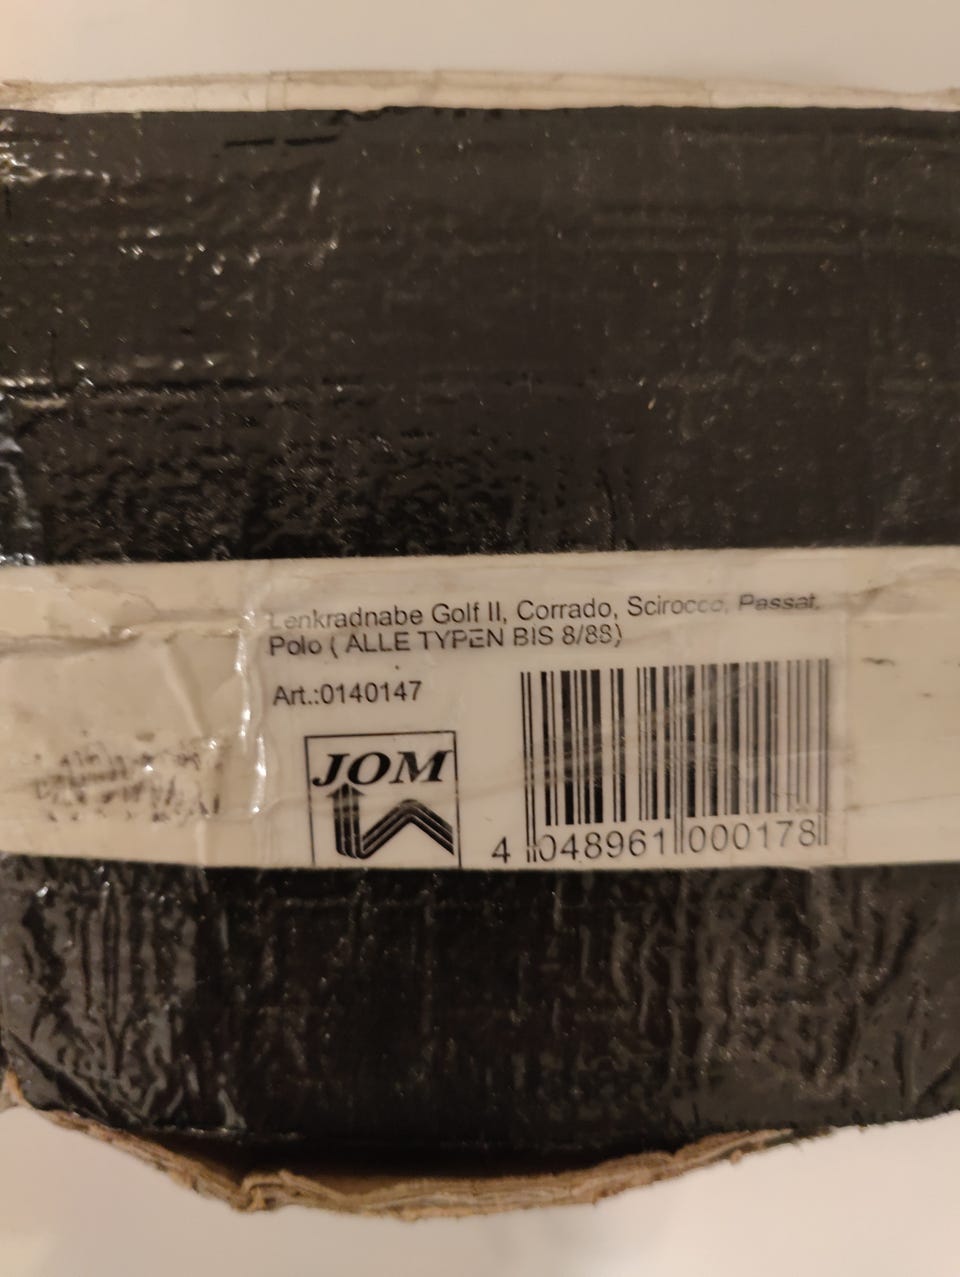 Lenkradnabe Golf II, Corrado, Scirocco, Passat,
Polo ( ALLE TYPEN BIS 8/88)
Art.:0140147
JOM
4 048961 000178